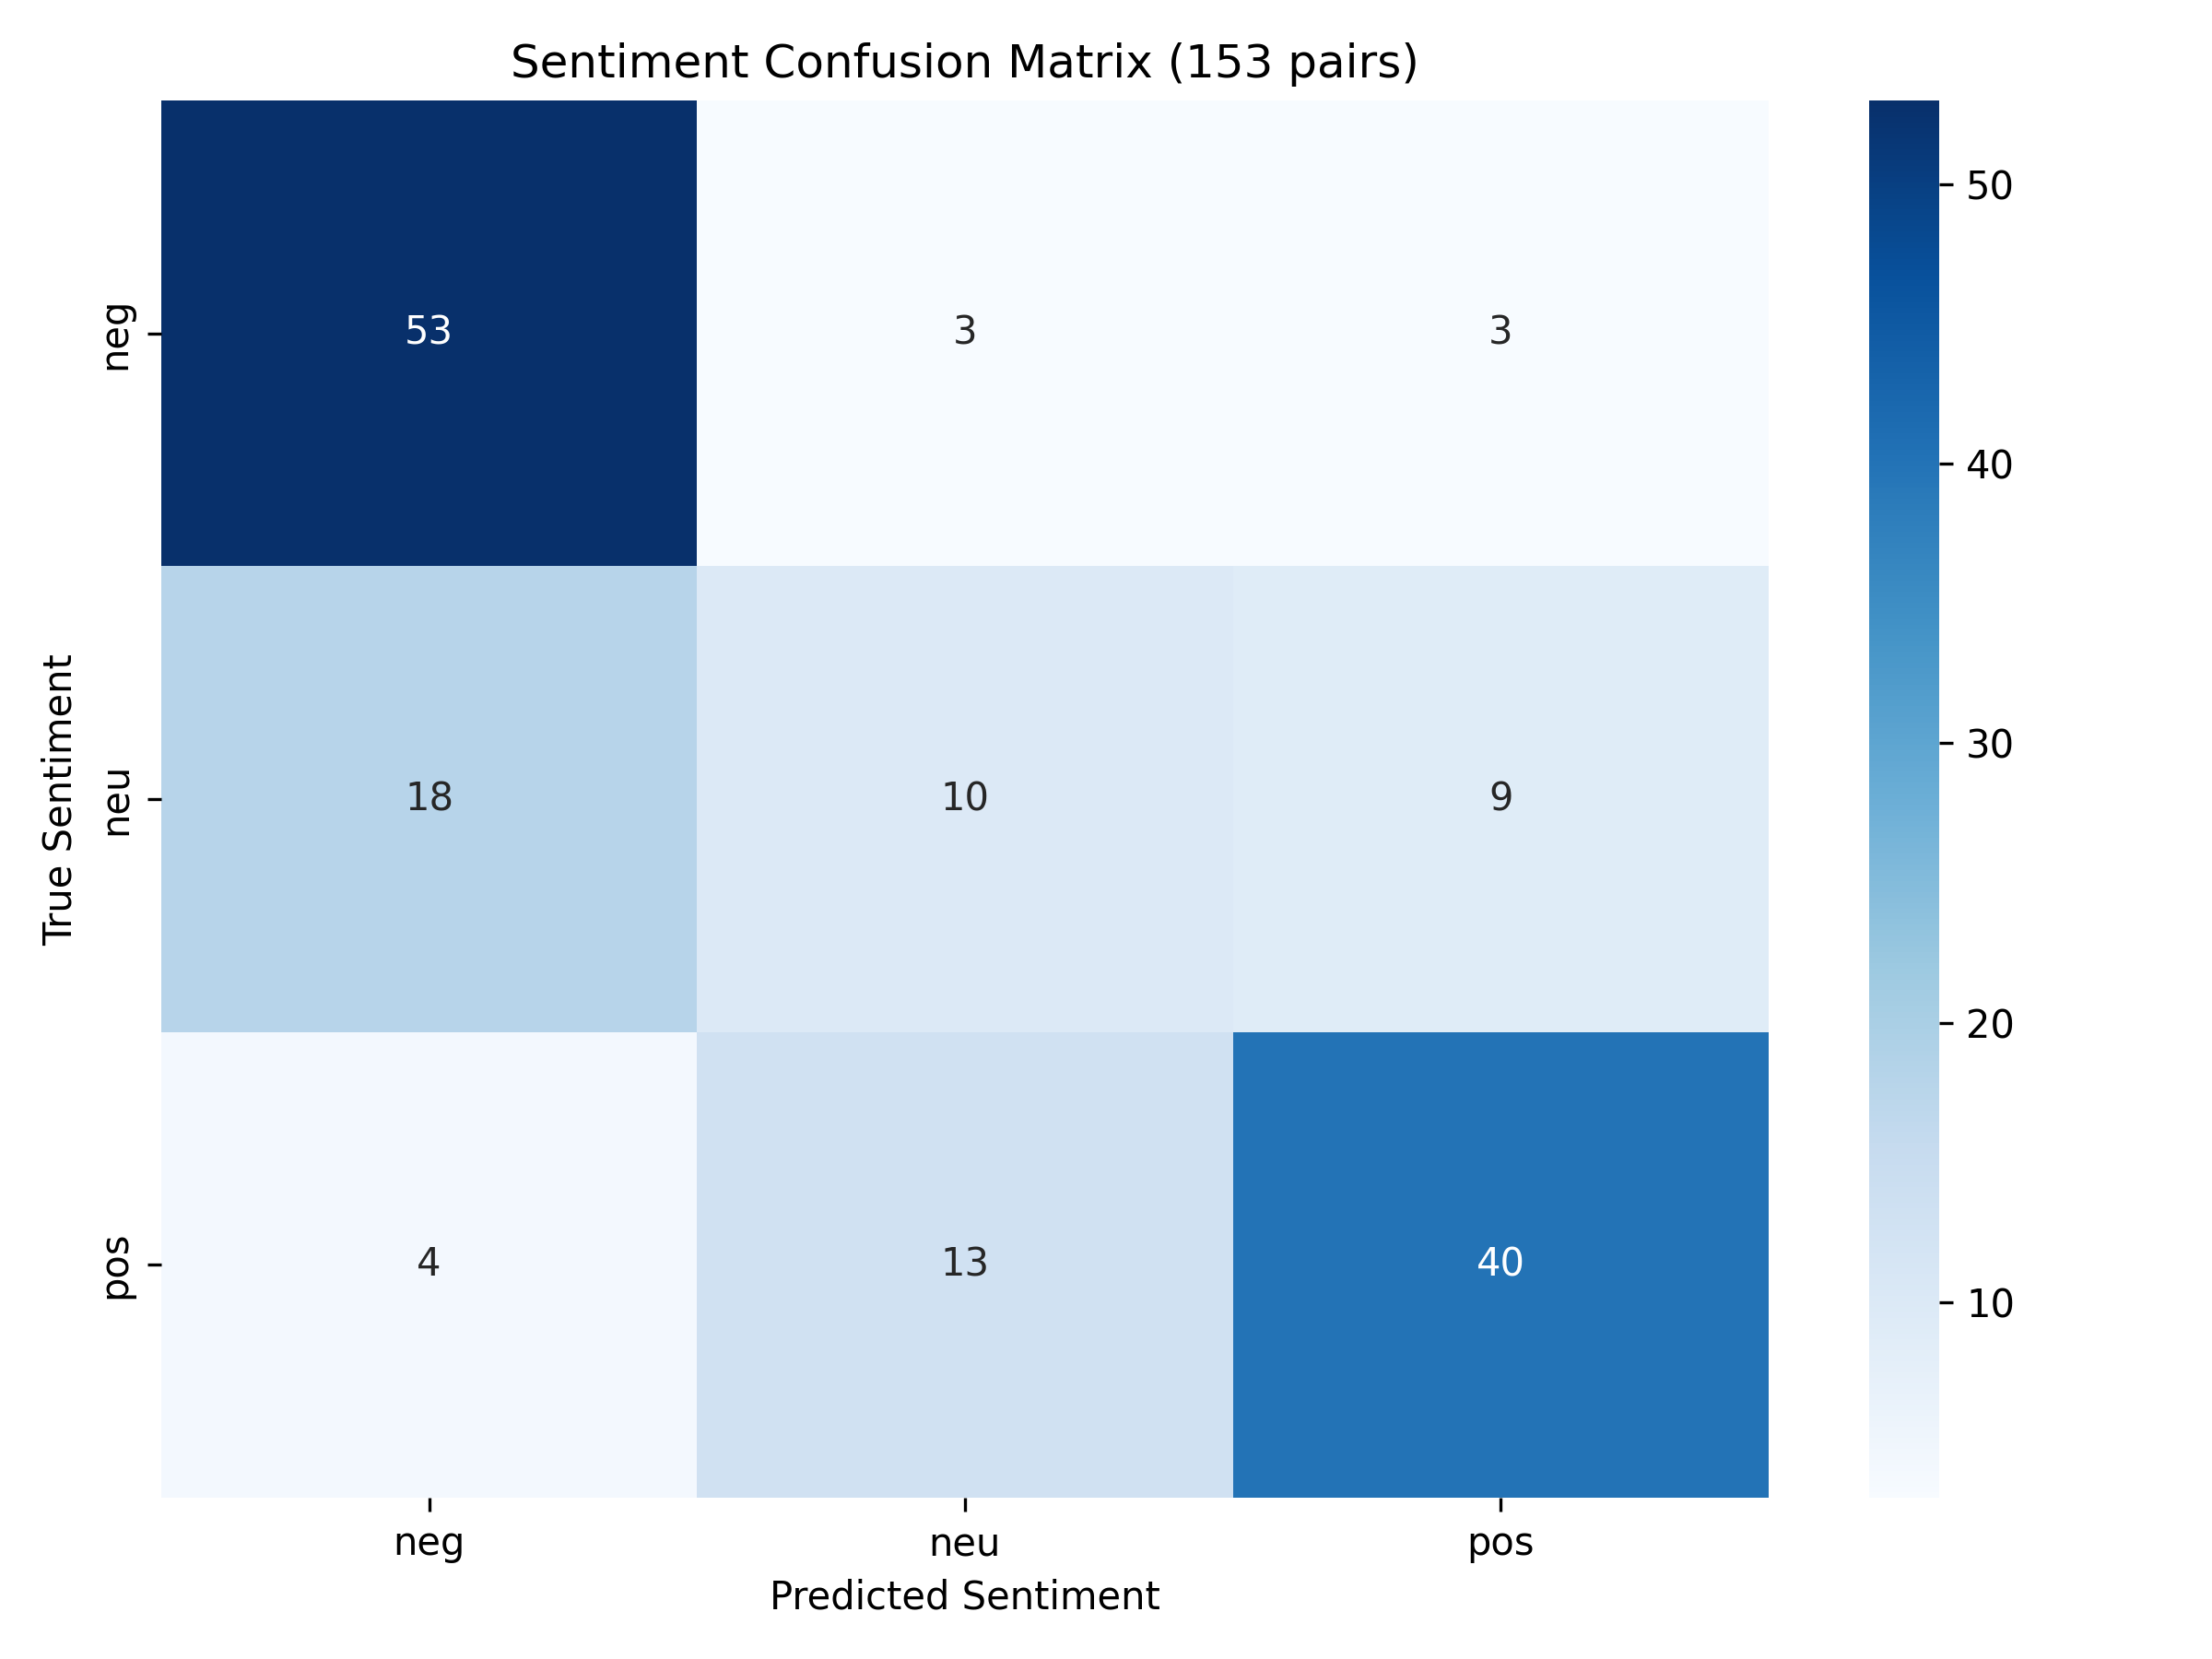 Sentiment Confusion Matrix (153 pairs)
True Sentiment
neg
53 3 3
neu
18 10 9
pos
4 13 40
neg neu pos
Predicted Sentiment
50
40
30
20
10